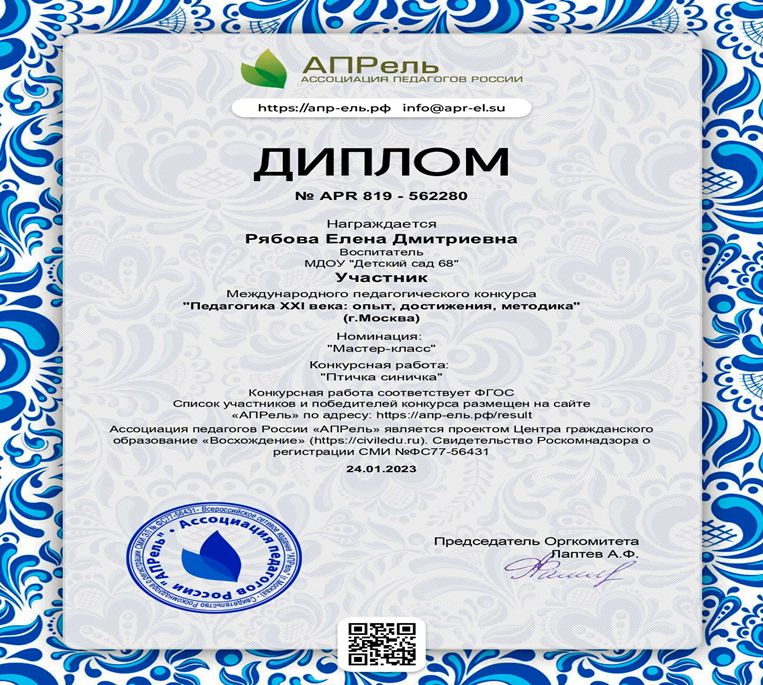 АПРель
АССОЦИАЦИЯ ПЕДАГОГОВ РОССИИ
https://апр-ель.рф info@apr-el.su
ДИПЛОМ
№ APR 819 - 562280
Награждается
Рябова Елена Дмитриевна
Воспитатель
МДОУ "Детский сад 68"
Участник
Международного педагогического конкурса
"Педагогика XXI века: опыт, достижения, методика"
(г.Москва)
Номинация:
"Мастер-класс"
Конкурсная работа:
"Птичка синичка"
Конкурсная работа соответствует ФГОС
Список участников и победителей конкурса размещен на сайте
«АПРель» по адресу: https://апр-ель.рф/result
Ассоциация педагогов России «АПРель» является проектом Центра гражданского
образование «Восхождение» (https://civiledu.ru). Свидетельство Роскомнадзора о
регистрации СМИ №ФС77-56431
24.01.2023
Председатель Оргкомитета
Лаптев А.Ф.
Ассоциация педагогов России "АПРель"